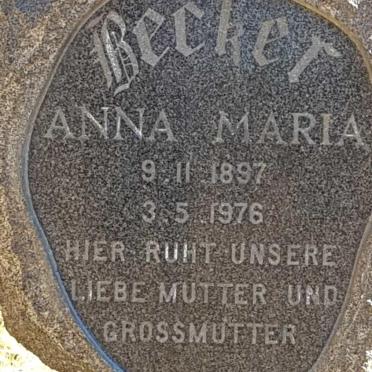 Becker
ANNA MARIA
9.11.1897
3.5.1976
HIER RUHT UNSERE
LIEBE MUTTER UND
GROSSMUTTER